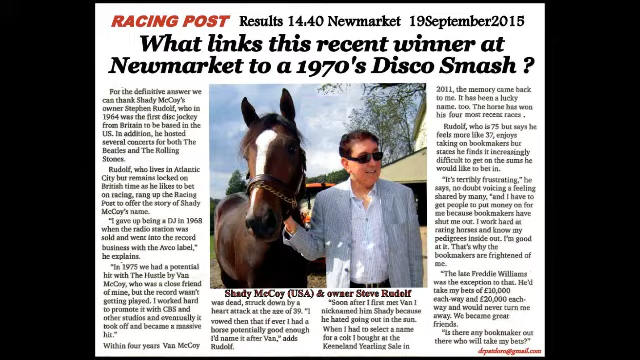 RACING POST Results 14.40 Newmarket 19September2015
What links this recent winner at
Newmarket to a 1970's Disco Smash ?
For the definitive answer we
can thank Shady McCoy's
owner Stephen Rudolf, who in
1964 was the first disc jockey
from Britain to be based in the
US. In addition, he hosted
several concerts for both The
Beatles and The Rolling
Stones.
Rudolf, who lives in Atlantic
City but remains locked on
British time as he likes to bet
on racing, rang up the Racing
Post to offer the story of Shady
McCoy's name.
"I gave up being a DJ in 1968
when the radio station was
sold and went into the record
business with the Avco label,"
he explains.
"In 1975 we had a potential
hit with The Hustle by Van
McCoy, who was a close friend
of mine, but the record wasn't
getting played. I worked hard
to promote it with CBS and
other studios and eventually it
took off and became a massive
hit."
Within four years Van McCoy
Shady McCoy (USA) & owner Steve Rudolf
was dead, struck down by a
heart attack at the age of 39. "I
vowed then that if ever I had a
horse potentially good enough
I'd name it after Van," adds
Rudolf.
"Soon after I first met Van I
nicknamed him Shady because
he hated going out in the sun.
When I had to select a name
for a colt I bought at the
Keeneland Yearling Sale in
2011, the memory came back
to me. It has been a lucky
name, too. The horse has won
his four most recent races .
Rudolf, who is 75 but says he
feels more like 37, enjoys
taking on bookmakers but
states he finds it increasingly
difficult to get on the sums he
would like to bet in.
"It's terribly frustrating," he
says, no doubt voicing a feeling
shared by many, "and I have to
get people to put money on for
me because bookmakers have
shut me out. I work hard at
rating horses and know my
pedigrees inside out. I'm good
at it. That's why the
bookmakers are frightened of
me.
"The late Freddie Williams
was the exception to that. He'd
take my bets of £10,000
each-way and £20,000 each-
way and would never turn me
away. We became great
friends.
"Is there any bookmaker out
there who will take my bets?"
drpatdoro@gmail.com